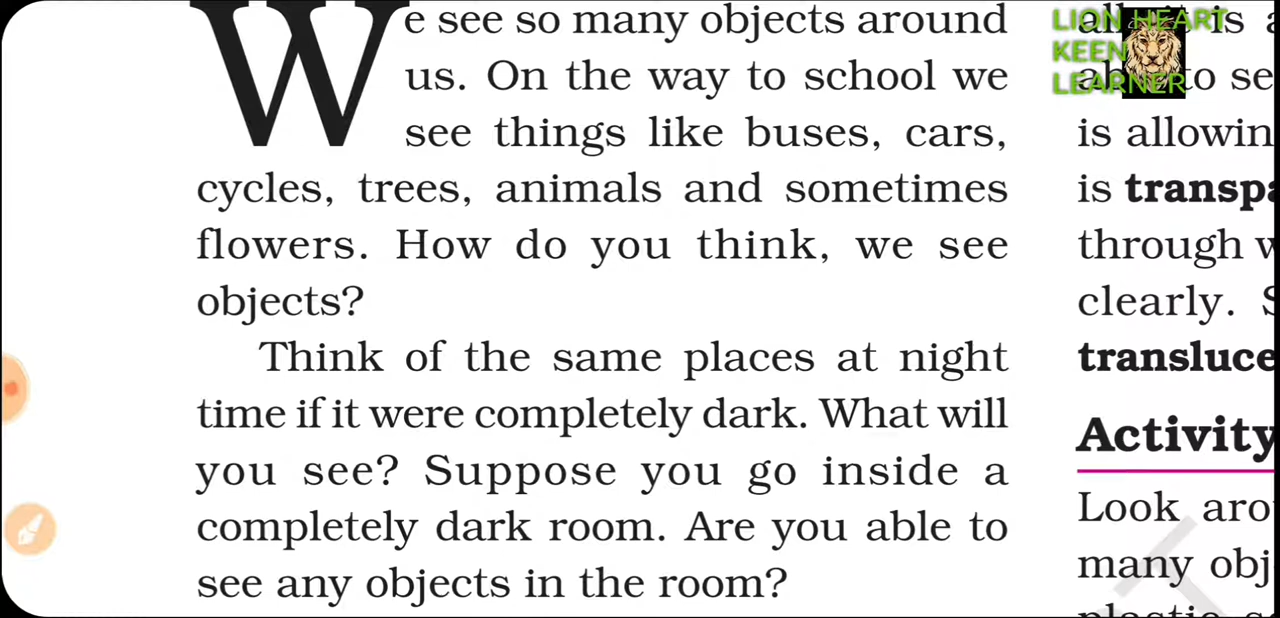 We see so many objects around
us. On the way to school we
see things like buses, cars,
cycles, trees, animals and sometimes
flowers. How do you think, we see
objects?
Think of the same places at night
time if it were completely dark. What will
you see? Suppose you go inside a
completely dark room. Are you able to
see any objects in the room?
LION HEART
KEEN
LEARNER
is
to se
is allowin
is transpa
through w
clearly. S
transluce
Activity
Look aro
many obj